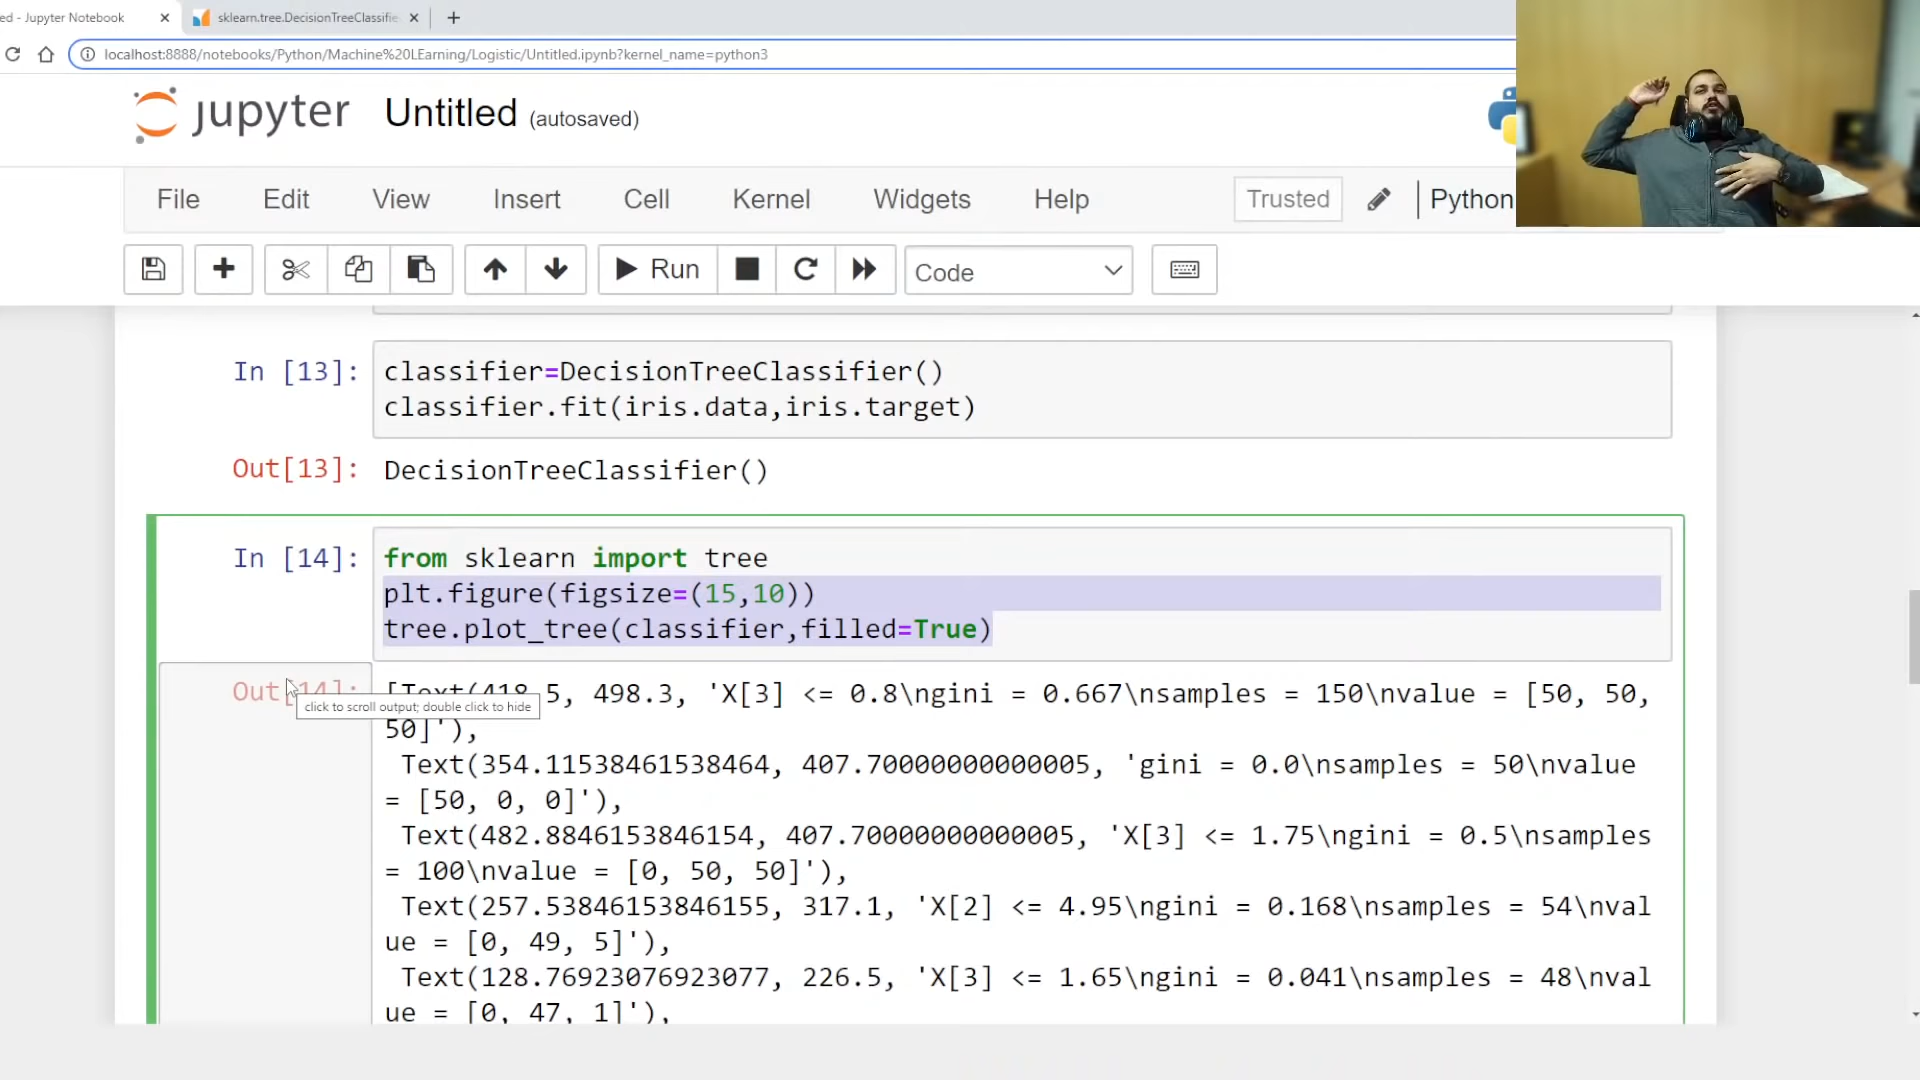 ed - Jupyter Notebook
sklearn.tree.DecisionTreeClassifie
localhost:8888/notebooks/Python/Machine%20LEarning/Logistic/Untitled.ipynb?kernel_name=python3
jupyter Untitled (autosaved)
File Edit View Insert Cell Kernel Widgets Help Trusted Python
Run Code
In [13]: classifier=DecisionTreeClassifier()
classifier.fit(iris.data,iris.target)
Out[13]: DecisionTreeClassifier()
In [14]: from sklearn import tree
plt.figure(figsize=(15,10))
tree.plot_tree(classifier,filled=True)
Out[14]: [Text(418.5, 498.3, 'X[3] <= 0.8\ngini = 0.667\nsamples = 150\nvalue = [50, 50,
click to scroll output; double click to hide
50]'),
Text(354.11538461538464, 407.70000000000005, 'gini = 0.0\nsamples = 50\nvalue
= [50, 0, 0]'),
Text(482.8846153846154, 407.70000000000005, 'X[3] <= 1.75\ngini = 0.5\nsamples
= 100\nvalue = [0, 50, 50]'),
Text(257.53846153846155, 317.1, 'X[2] <= 4.95\ngini = 0.168\nsamples = 54\nval
ue = [0, 49, 5]'),
Text(128.76923076923077, 226.5, 'X[3] <= 1.65\ngini = 0.041\nsamples = 48\nval
ue = [0, 47, 1]'),